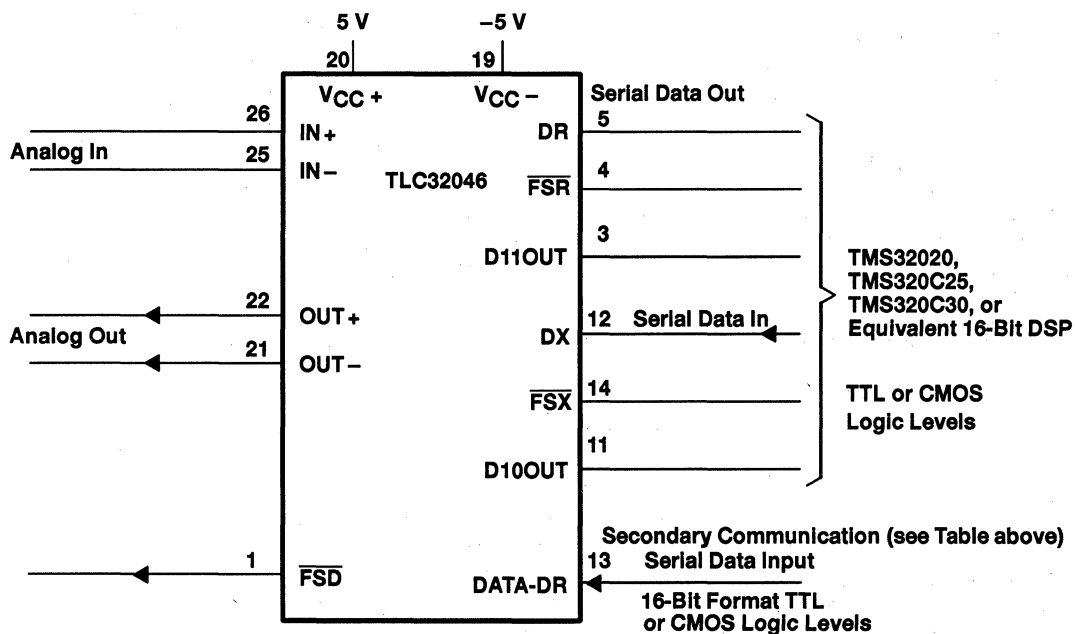 5 V
–5 V
20
19
VCC +
VCC –
Serial Data Out
26
IN+
DR
5
Analog In
25
IN–
TLC32046
FSR
4
D11OUT
3
TMS32020,
TMS320C25,
TMS320C30, or
Equivalent 16-Bit DSP
22
OUT+
Analog Out
21
OUT–
DX
12
Serial Data In
FSX
14
TTL or CMOS
Logic Levels
D10OUT
11
Secondary Communication (see Table above)
1
FSD
DATA-DR
13
Serial Data Input
16-Bit Format TTL
or CMOS Logic Levels